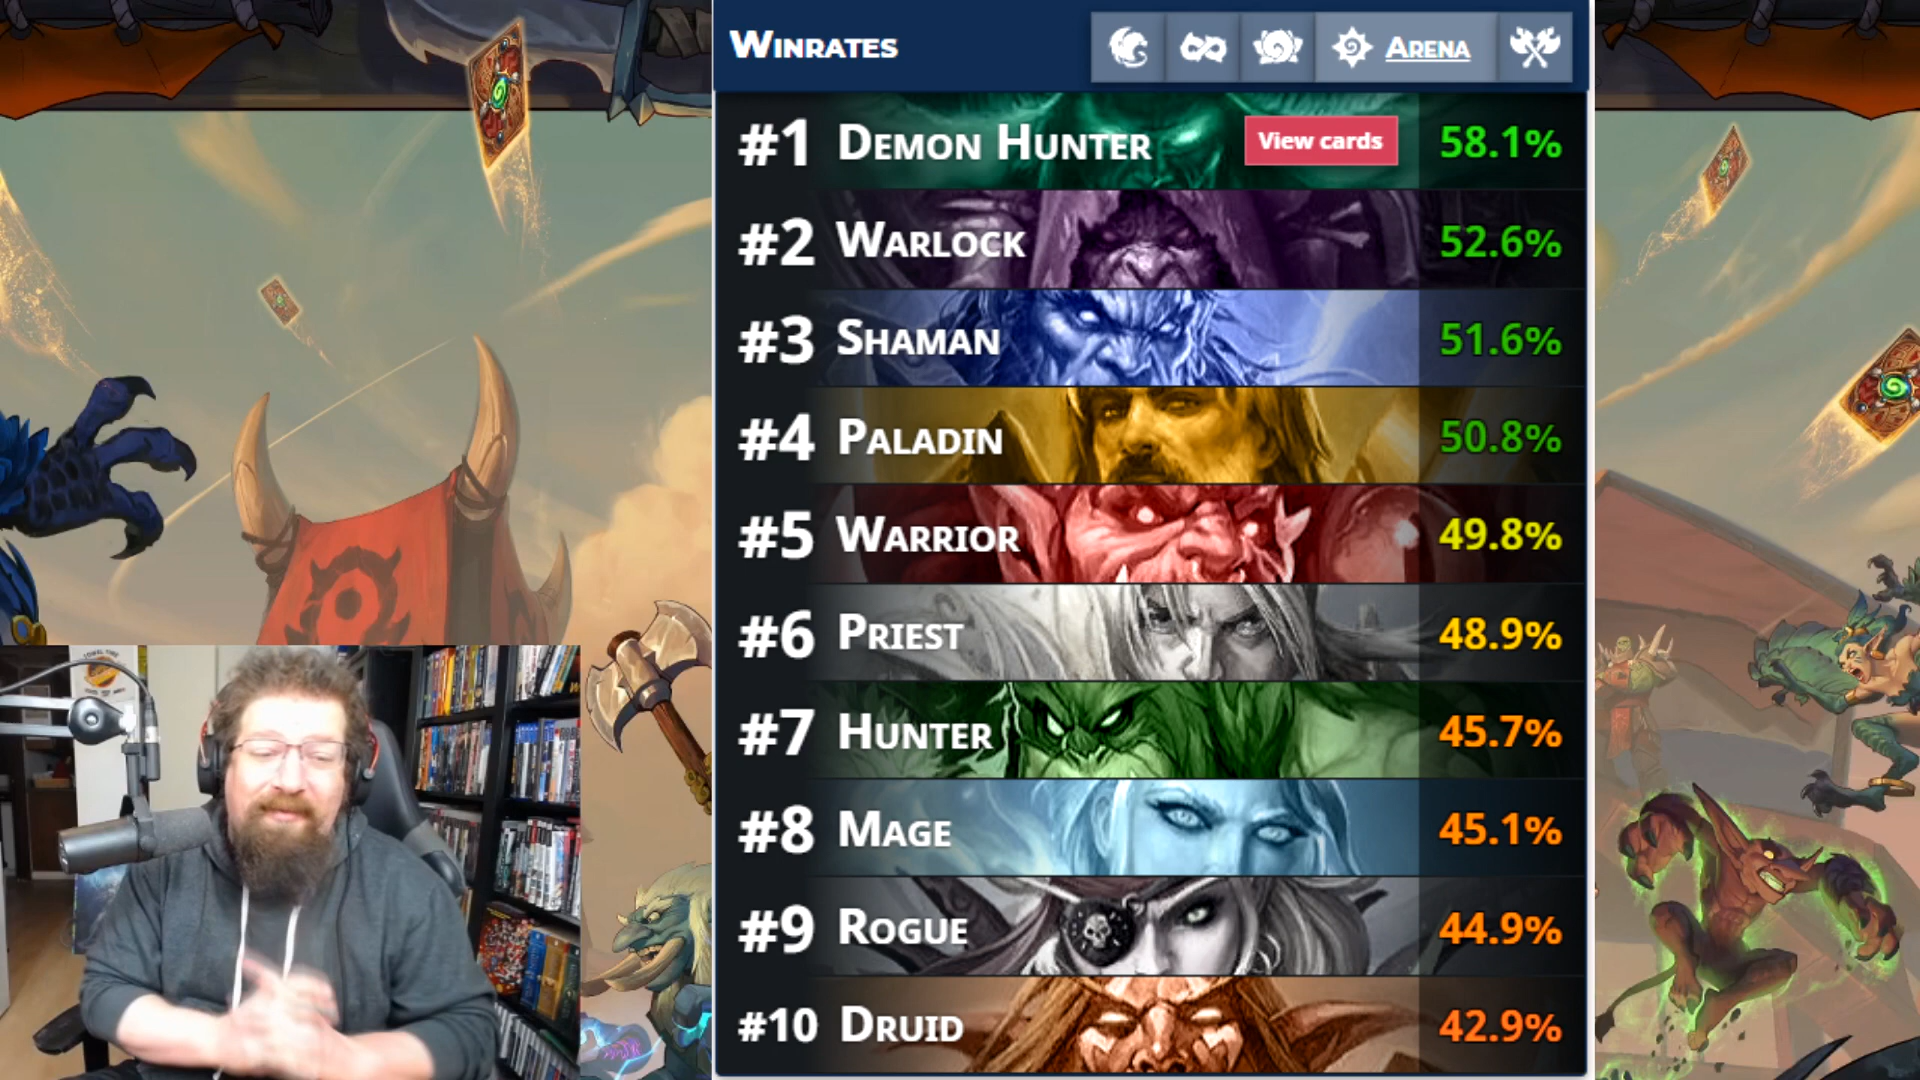 WINRATES
ARENA
#1 DEMON HUNTER View cards 58.1%
#2 WARLOCK 52.6%
#3 SHAMAN 51.6%
#4 PALADIN 50.8%
#5 WARRIOR 49.8%
#6 PRIEST 48.9%
#7 HUNTER 45.7%
#8 MAGE 45.1%
#9 ROGUE 44.9%
#10 DRUID 42.9%